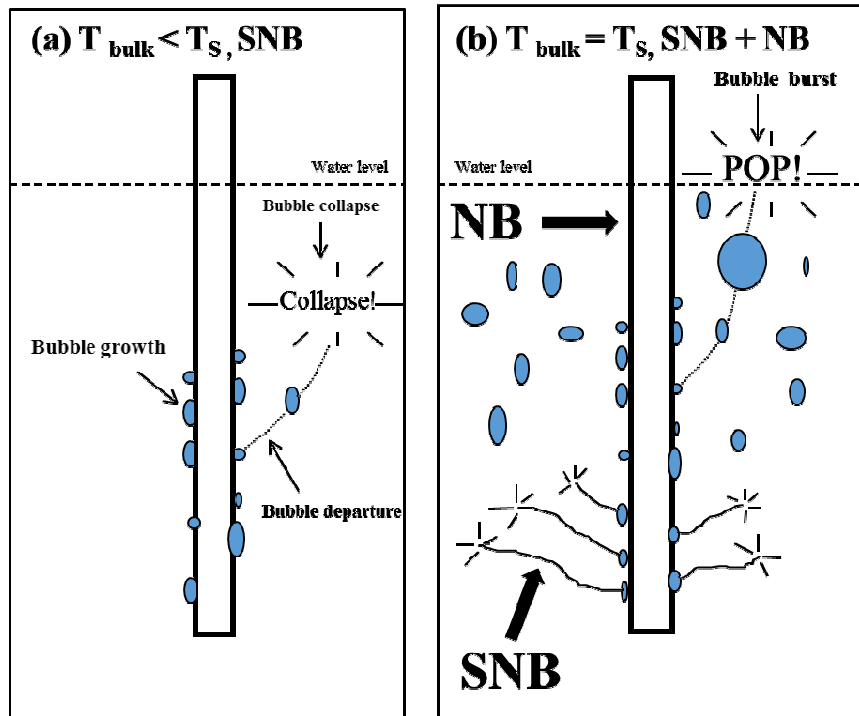 (a) T bulk < TS, SNB
Water level
Bubble collapse
Collapse!
Bubble growth
Bubble departure
(b) T bulk = TS, SNB + NB
Bubble burst
Water level
POP!
NB
SNB